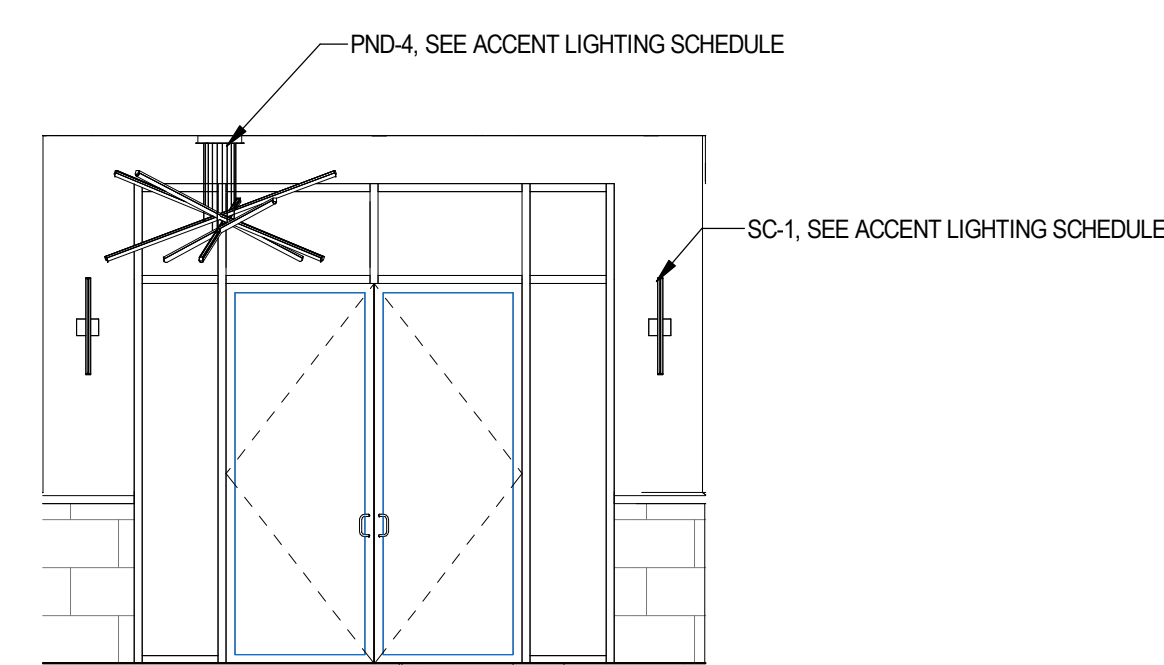 PND-4, SEE ACCENT LIGHTING SCHEDULE
SC-1, SEE ACCENT LIGHTING SCHEDULE